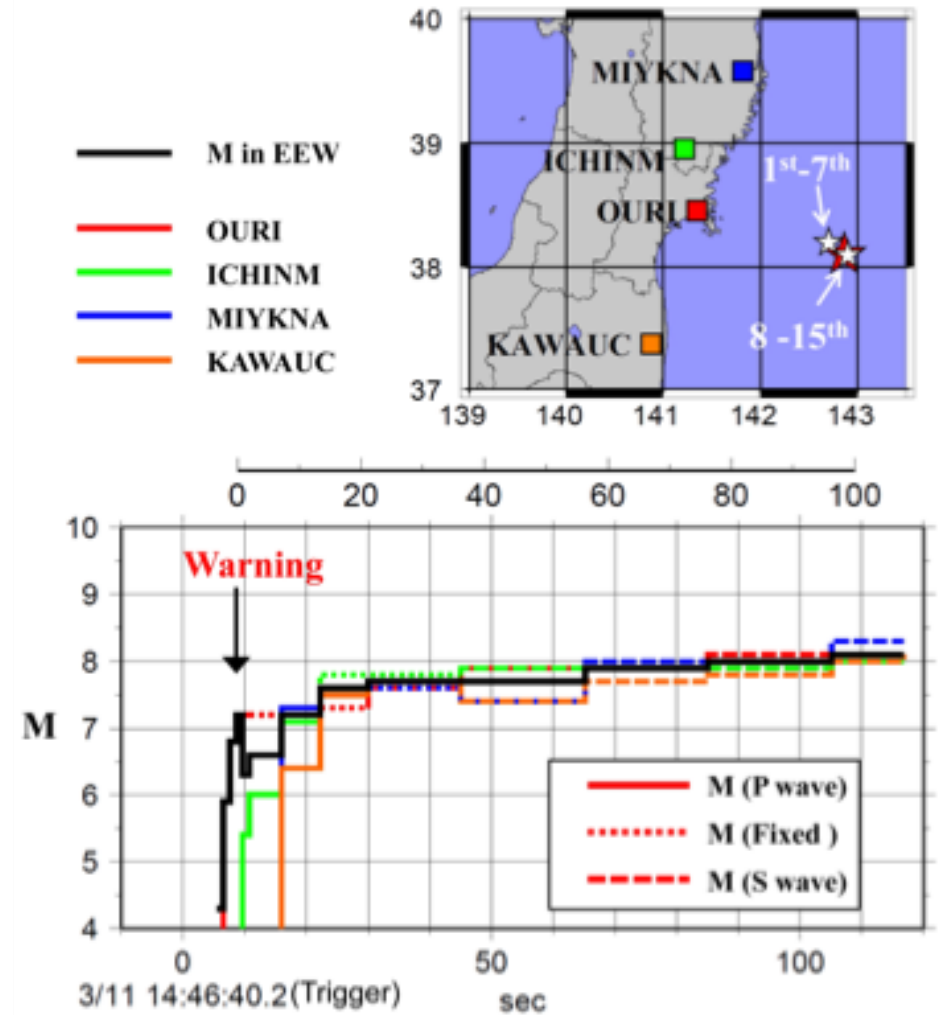 M in EEW
OURI
ICHINM
MIYKNA
KAWAUC
40
39
38
37
139 140 141 142 143
MIYKNA
ICHINM
OURI
KAWAUC
1st-7th
8 -15th
0 20 40 60 80 100
10
9
8
7
6
5
4
M
Warning
M (P wave)
M (Fixed )
M (S wave)
0 50 100
3/11 14:46:40.2(Trigger) sec